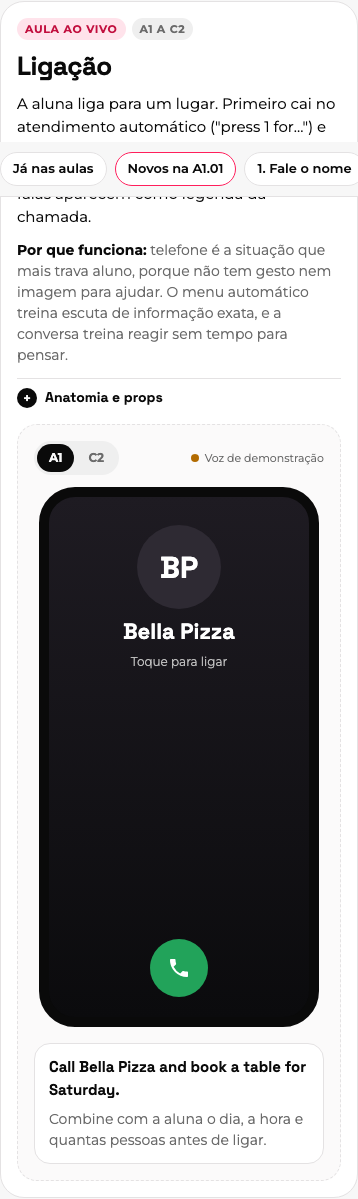 AULA AO VIVO A1 A C2
Ligação
A aluna liga para um lugar. Primeiro cai no
atendimento automático ("press 1 for...") e
Já nas aulas Novos na A1.01 1. Fale o nome
chamada.
Por que funciona: telefone é a situação que
mais trava aluno, porque não tem gesto nem
imagem para ajudar. O menu automático
treina escuta de informação exata, e a
conversa treina reagir sem tempo para
pensar.
+ Anatomia e props
A1 C2 Voz de demonstração
BP
Bella Pizza
Toque para ligar
Call Bella Pizza and book a table for
Saturday.
Combine com a aluna o dia, a hora e
quantas pessoas antes de ligar.